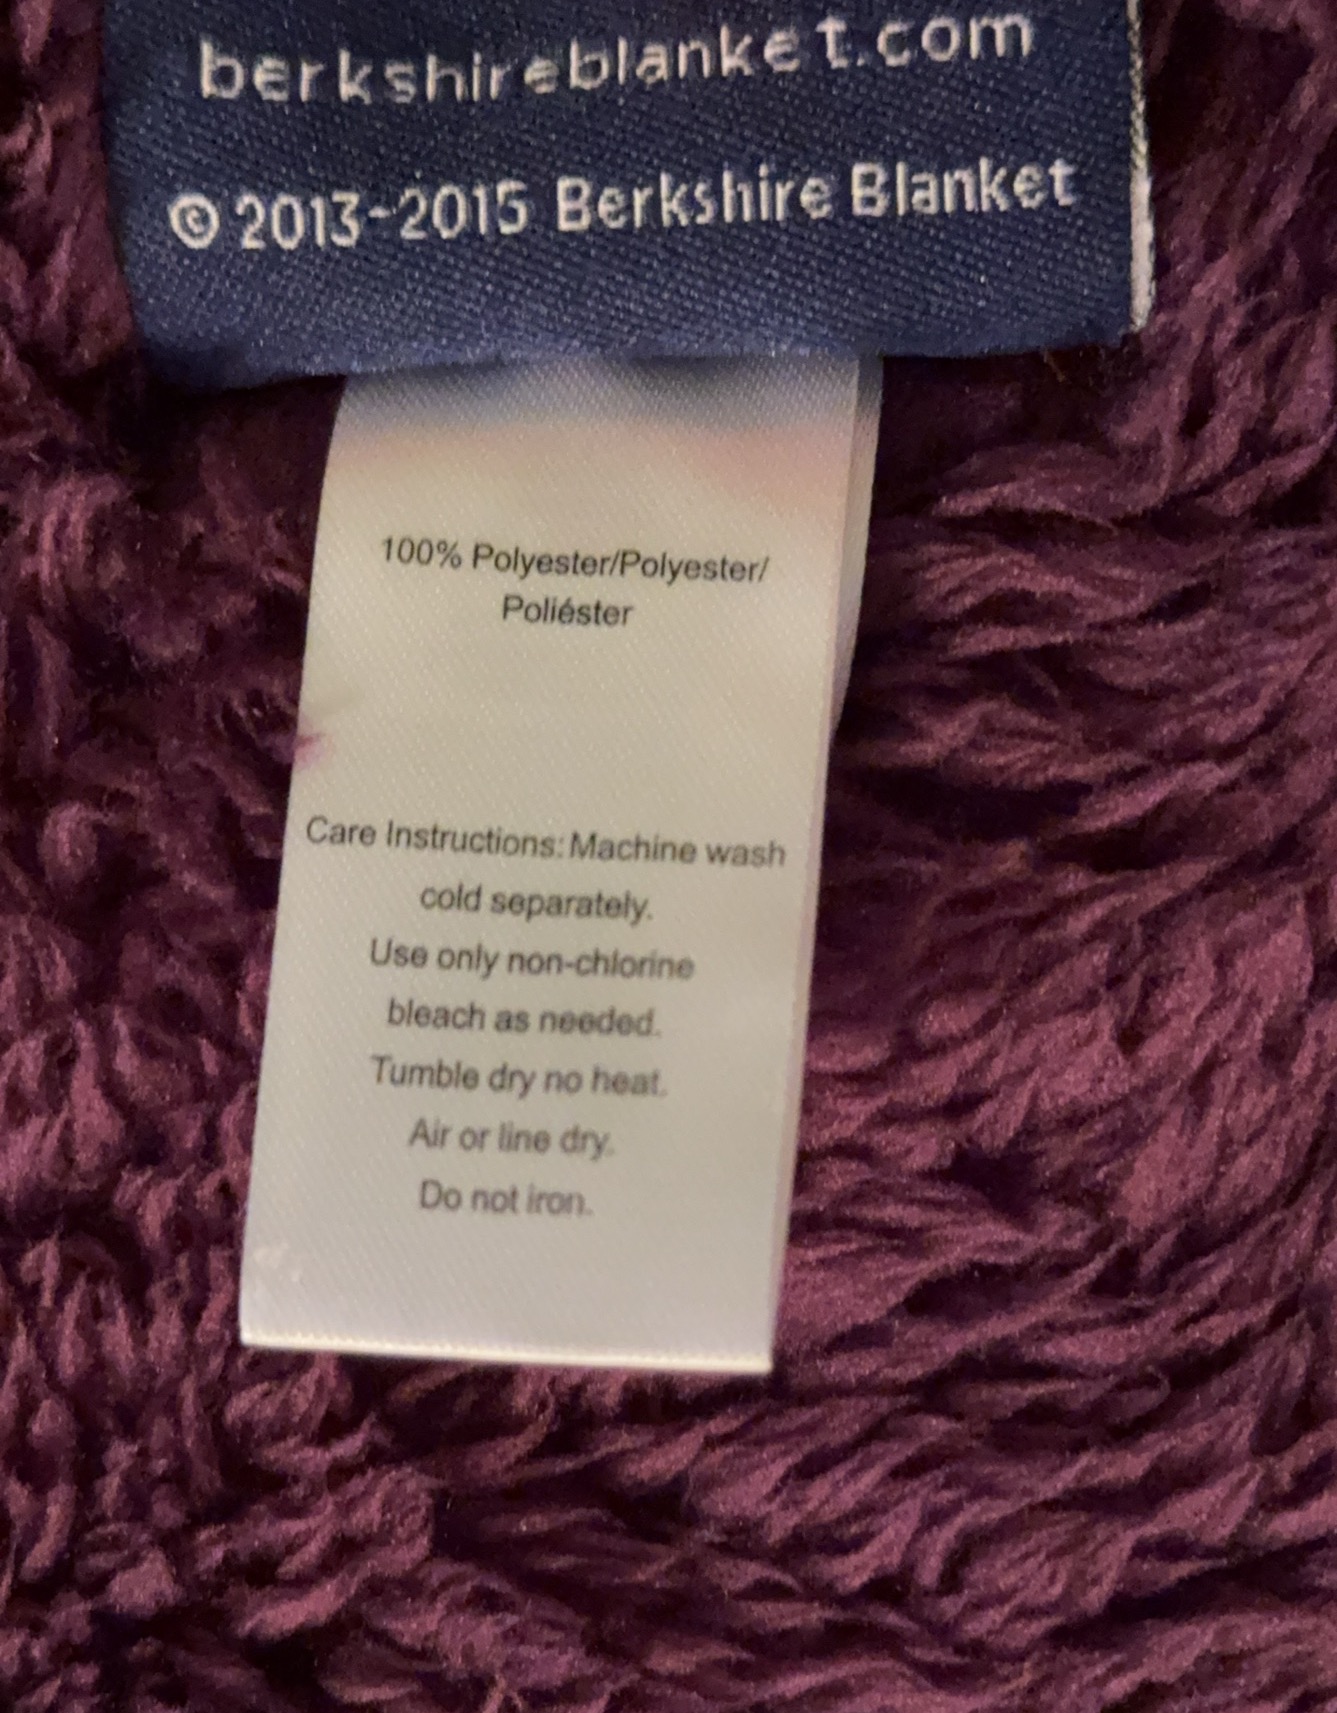 berkshireblanket.com
© 2013-2015 Berkshire Blanket
100% Polyester/Polyester/
Poliéster
Care Instructions: Machine wash
cold separately.
Use only non-chlorine
bleach as needed.
Tumble dry no heat.
Air or line dry.
Do not iron.